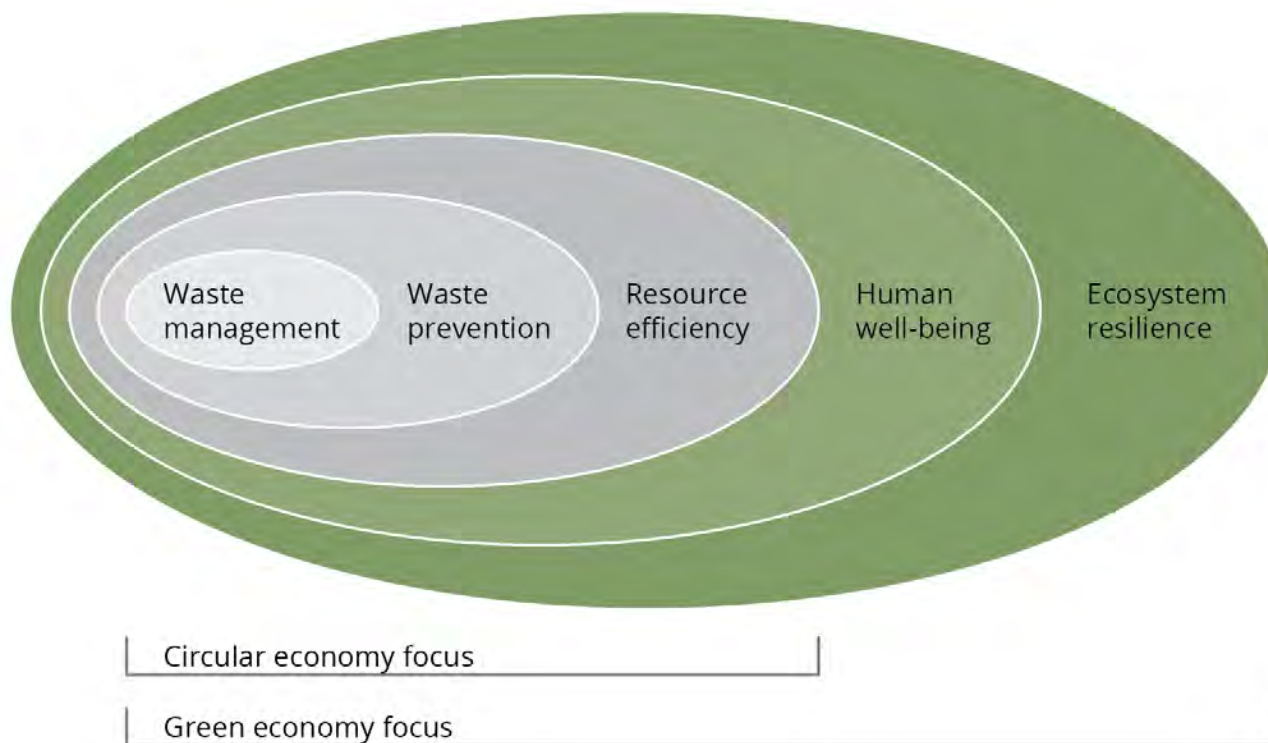 Waste
management
Waste
prevention
Resource
efficiency
Human
well-being
Ecosystem
resilience
Circular economy focus
Green economy focus